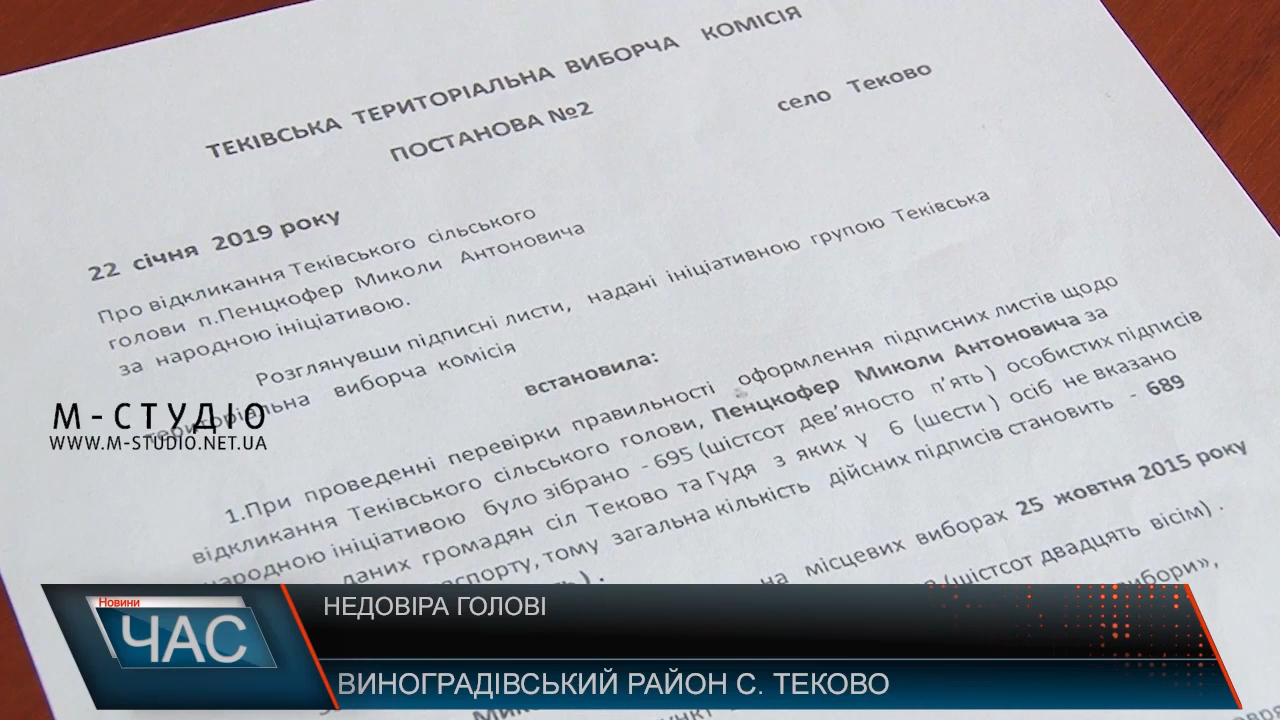 ТЕКІВСЬКА ТЕРИТОРІАЛЬНА ВИБОРЧА КОМІСІЯ
ПОСТАНОВА №2
село Теково
22 січня 2019 року
Про відкликання Теківського сільського
голови п.Пенцкофер Миколи Антоновича
за народною ініціативою.
Розглянувши підписні листи, надані ініціативною групою Теківська
територіальна виборча комісія
встановила:
1.При проведенні перевірки правильності оформлення підписних листів щодо
відкликання Теківського сільського голови, Пенцкофер Миколи Антоновича за
народною ініціативою було зібрано - 695 (шістсот дев’яносто п’ять) особистих підписів
даних громадян сіл Теково та Гудя з яких у 6 (шести) осіб не вказано
паспорту, тому загальна кількість дійсних підписів становить - 689
на місцевих виборах 25 жовтня 2015 року
(шістсот двадцять вісім).
М-СТУДІО
WWW.M-STUDIO.NET.UA
Новини
ЧАС
НЕДОВІРА ГОЛОВІ
ВИНОГРАДІВСЬКИЙ РАЙОН С. ТЕКОВО